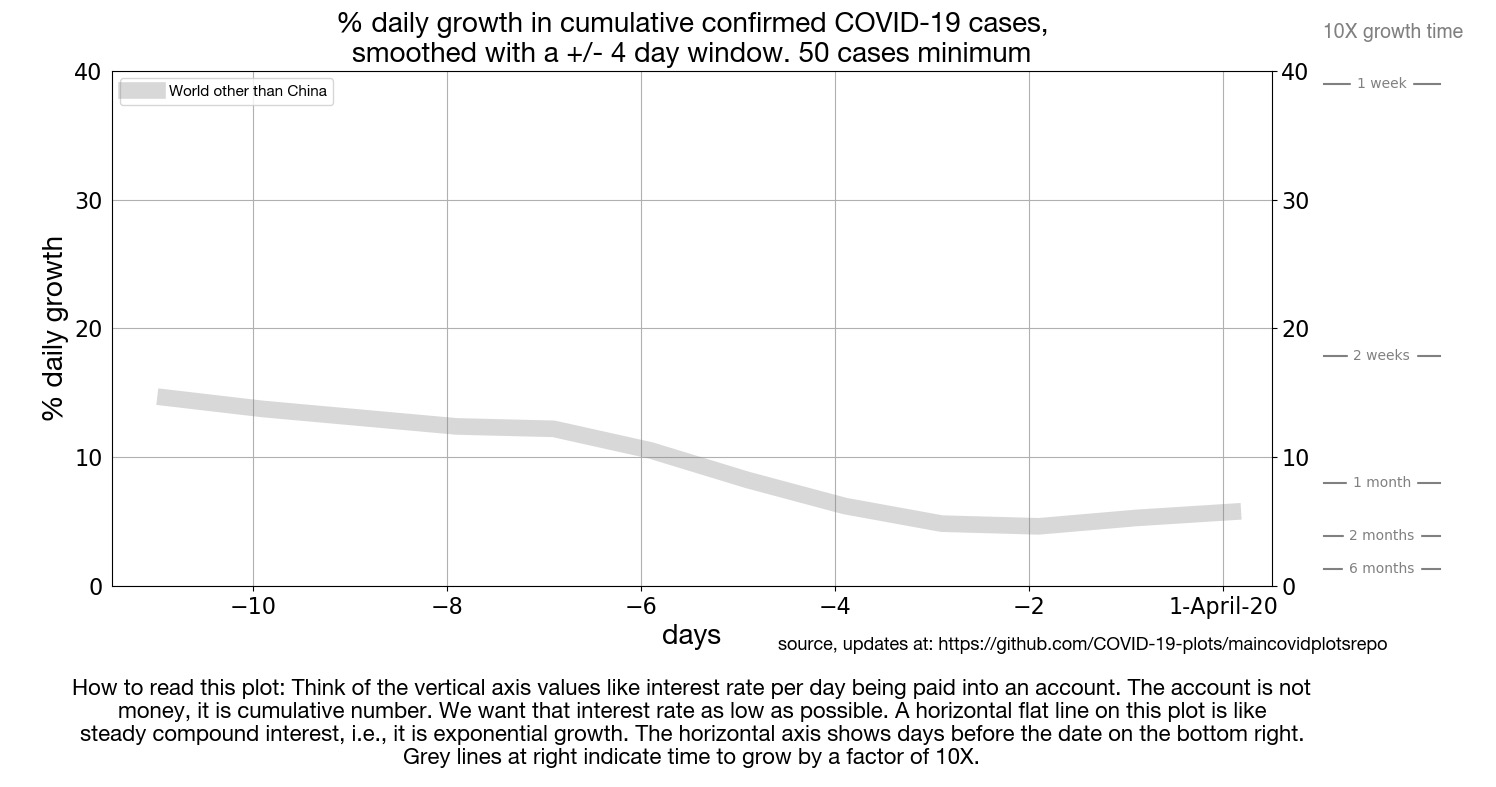 % daily growth in cumulative confirmed COVID-19 cases,
smoothed with a +/- 4 day window. 50 cases minimum
10X growth time
World other than China
% daily growth
40
30
20
10
0
40
30
20
10
0
1 week
2 weeks
1 month
2 months
6 months
−10
−8
−6
−4
−2
1-April-20
days
source, updates at: https://github.com/COVID-19-plots/maincovidplotsrepo
How to read this plot: Think of the vertical axis values like interest rate per day being paid into an account. The account is not
money, it is cumulative number. We want that interest rate as low as possible. A horizontal flat line on this plot is like
steady compound interest, i.e., it is exponential growth. The horizontal axis shows days before the date on the bottom right.
Grey lines at right indicate time to grow by a factor of 10X.